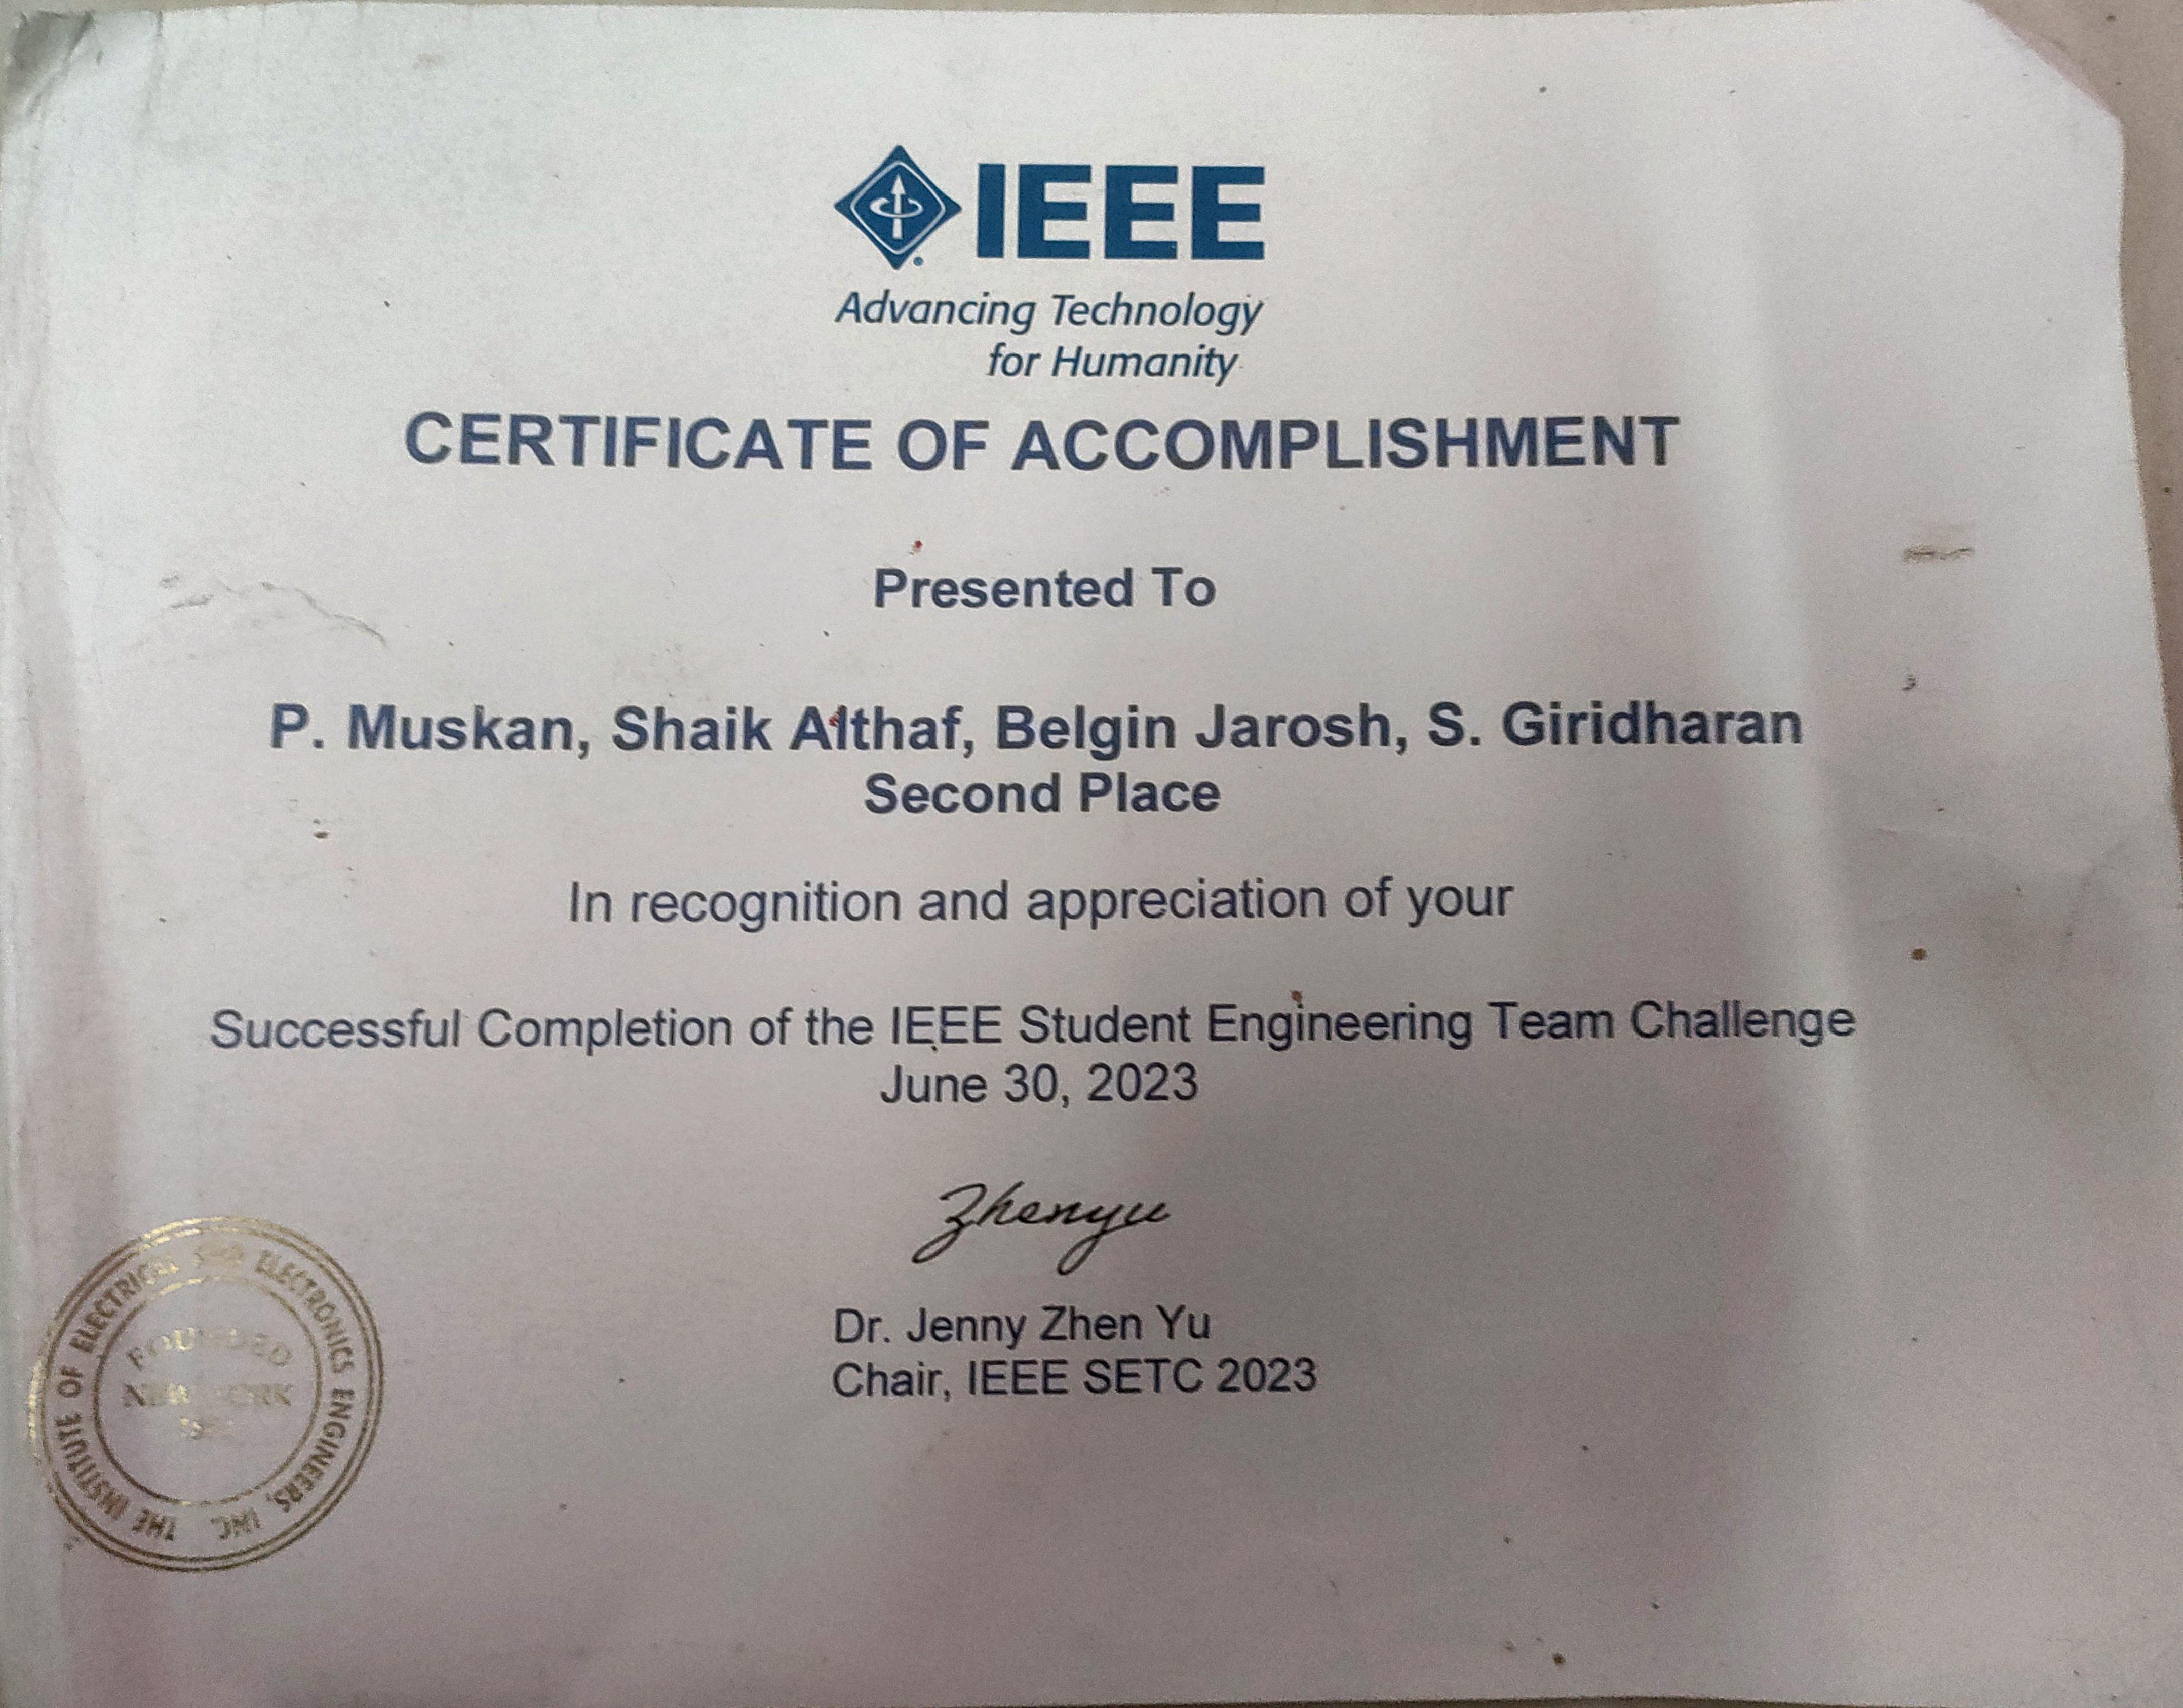 IEEE
Advancing Technology
for Humanity
CERTIFICATE OF ACCOMPLISHMENT
Presented To
P. Muskan, Shaik Althaf, Belgin Jarosh, S. Giridharan
Second Place
In recognition and appreciation of your
Successful Completion of the IEEE Student Engineering Team Challenge
June 30, 2023
Zhenyu
Dr. Jenny Zhen Yu
Chair, IEEE SETC 2023
THE INSTITUTE OF ELECTRICAL AND ELECTRONICS ENGINEERS, INC.
FOUNDED
NEW YORK